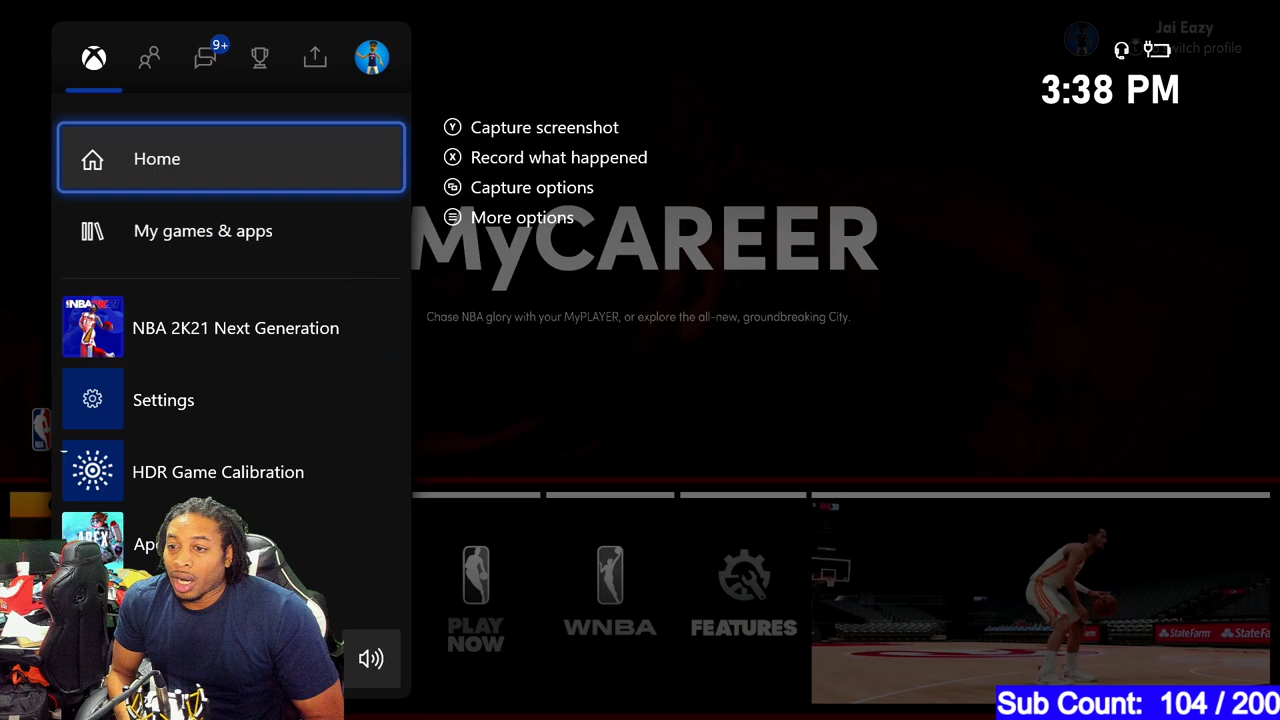 9+
Jai Eazy
switch profile
3:38 PM
Home
Capture screenshot
Record what happened
Capture options
More options
My games & apps
MyCAREER
Chase NBA glory with your MyPLAYER, or explore the all-new, groundbreaking City.
NBA 2K21 Next Generation
Settings
HDR Game Calibration
PLAY
NOW
WNBA
FEATURES
StateFarm
Sub Count: 104 / 200